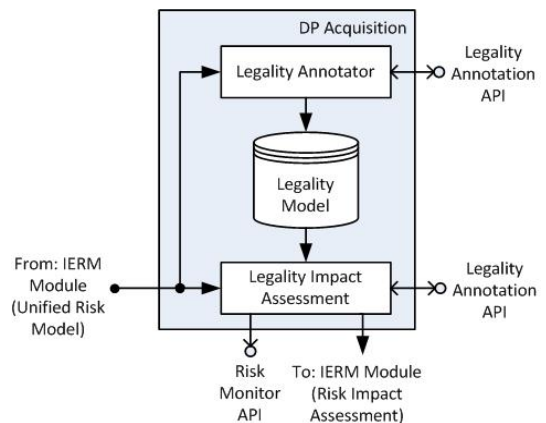 DP Acquisition
Legality Annotator
Legality
Annotation
API
Legality
Model
From: IERM
Module
(Unified Risk
Model)
Legality Impact
Assessment
Legality
Annotation
API
Risk
Monitor
API
To: IERM Module
(Risk Impact
Assessment)